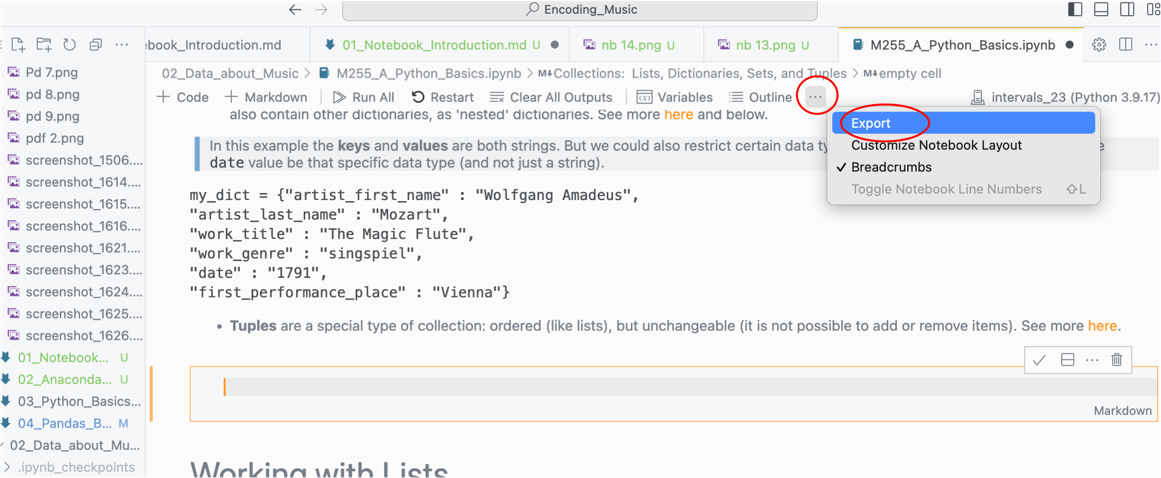 Encoding_Music
ebook_Introduction.md
01_Notebook_Introduction.md U
nb 14.png U
nb 13.png U
M255_A_Python_Basics.ipynb
02_Data_about_Music > M255_A_Python_Basics.ipynb > M↓Collections: Lists, Dictionaries, Sets, and Tuples > M↓empty cell
+ Code + Markdown Run All Restart Clear All Outputs Variables Outline ... intervals_23 (Python 3.9.17)
Export
Customize Notebook Layout
✓ Breadcrumbs
Toggle Notebook Line Numbers ⇧L
Pd 7.png
pd 8.png
pd 9.png
pdf 2.png
screenshot_1506....
screenshot_1614....
screenshot_1615....
screenshot_1616....
screenshot_1621....
screenshot_1623....
screenshot_1624....
screenshot_1625....
screenshot_1626....
01_Notebook... U
02_Anaconda... U
03_Python_Basics...
04_Pandas_B... M
02_Data_about_Mu...
.ipynb_checkpoints
also contain other dictionaries, as 'nested' dictionaries. See more here and below.
In this example the keys and values are both strings. But we could also restrict certain data ty
date value be that specific data type (and not just a string).
my_dict = {"artist_first_name" : "Wolfgang Amadeus",
"artist_last_name" : "Mozart",
"work_title" : "The Magic Flute",
"work_genre" : "singspiel",
"date" : "1791",
"first_performance_place" : "Vienna"}
• Tuples are a special type of collection: ordered (like lists), but unchangeable (it is not possible to add or remove items). See more here.
Markdown
Working with Lists